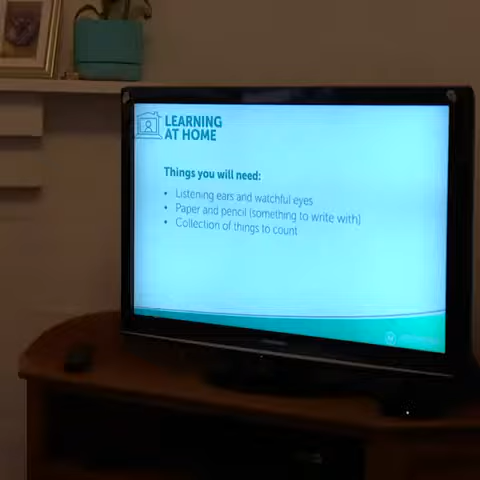 LEARNING
AT HOME
Things you will need:
• Listening ears and watchful eyes
• Paper and pencil (something to write with)
• Collection of things to count